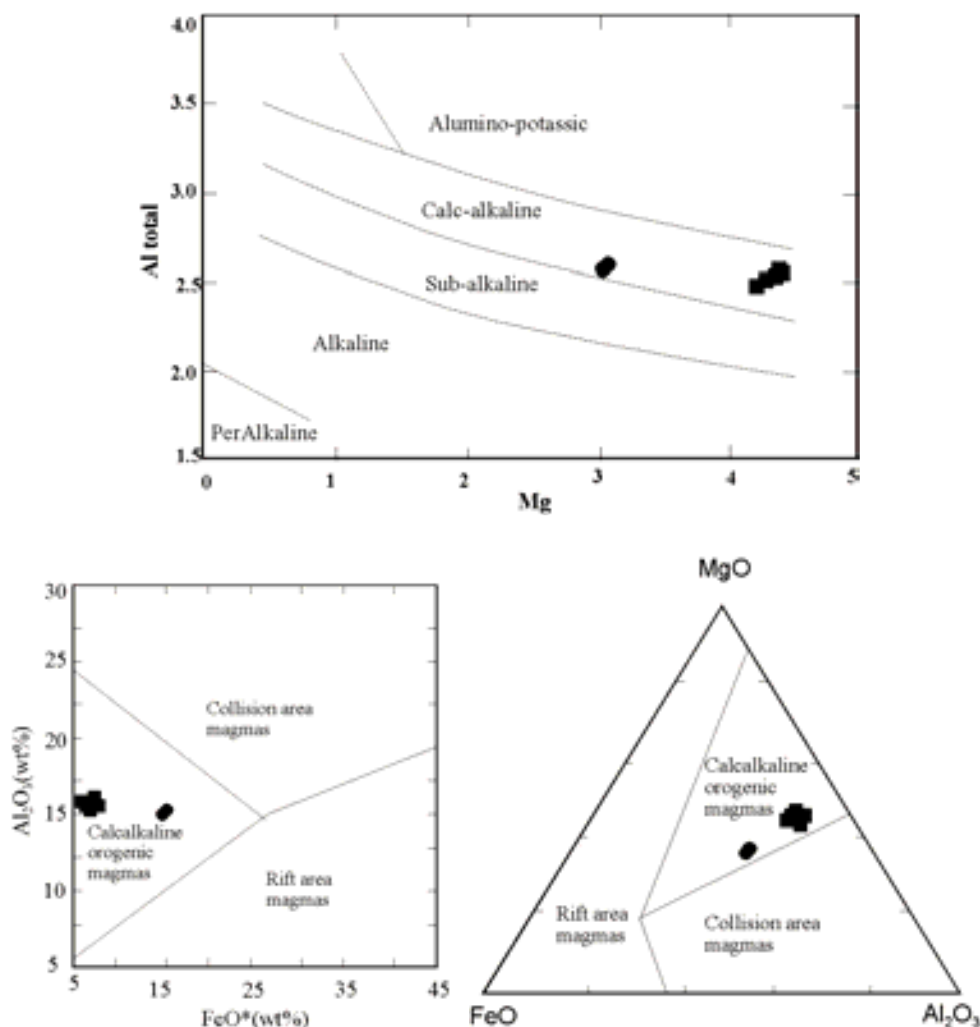 4.0
3.5
3.0
2.5
2.0
1.5
Al total
Alumino-potassic
Calc-alkaline
Sub-alkaline
Alkaline
PerAlkaline
0
1
2
3
4
5
Mg
30
25
20
15
10
5
Al₂O₃(wt%)
Collision area
magmas
Calcalkaline
orogenic
magmas
Rift area
magmas
5
15
25
35
45
FeO*(wt%)
MgO
Calcalkaline
orogenic
magmas
Rift area
magmas
Collision area
magmas
FeO
Al₂O₃